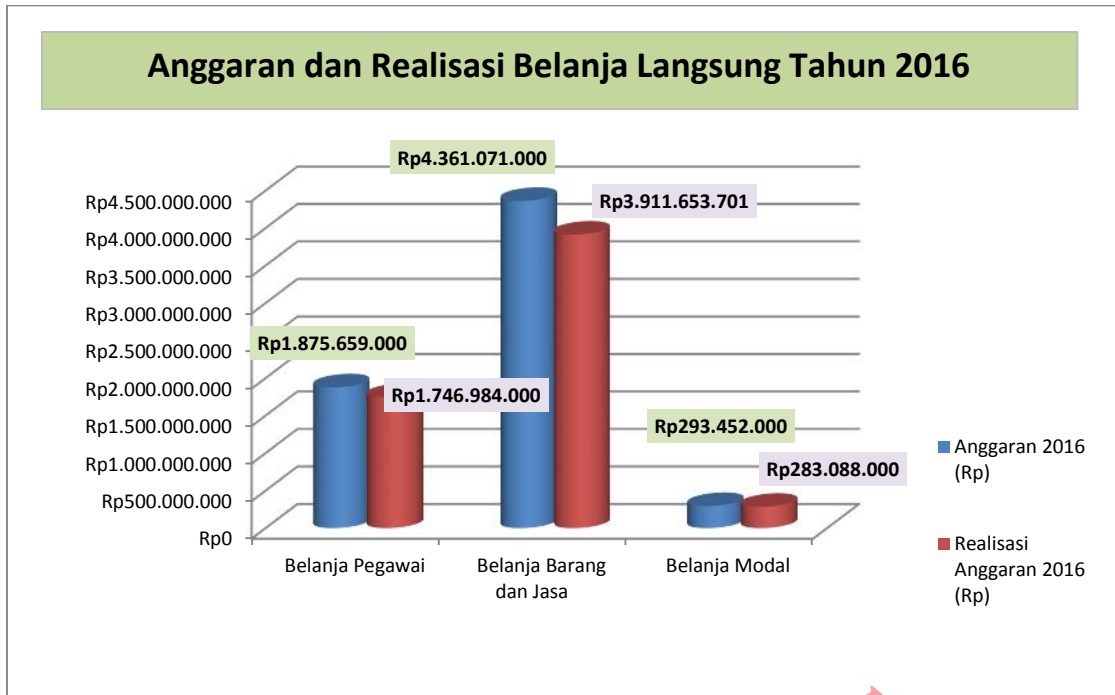 Anggaran dan Realisasi Belanja Langsung Tahun 2016
Rp4.361.071.000
Rp3.911.653.701
Rp1.875.659.000
Rp1.746.984.000
Rp293.452.000
Rp283.088.000
Rp4.500.000.000
Rp4.000.000.000
Rp3.500.000.000
Rp3.000.000.000
Rp2.500.000.000
Rp2.000.000.000
Rp1.500.000.000
Rp1.000.000.000
Rp500.000.000
Rp0
Belanja Pegawai
Belanja Barang
dan Jasa
Belanja Modal
Anggaran 2016
(Rp)
Realisasi
Anggaran 2016
(Rp)